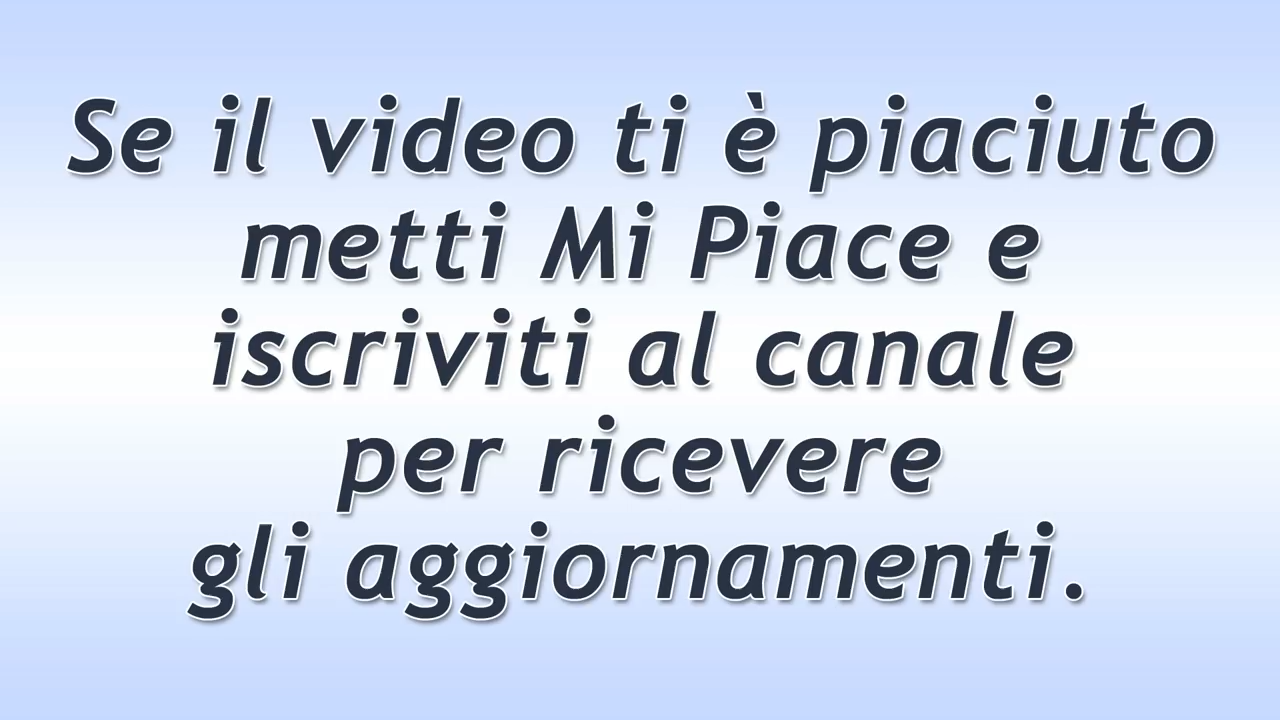 Se il video ti è piaciuto
metti Mi Piace e
iscriviti al canale
per ricevere
gli aggiornamenti.